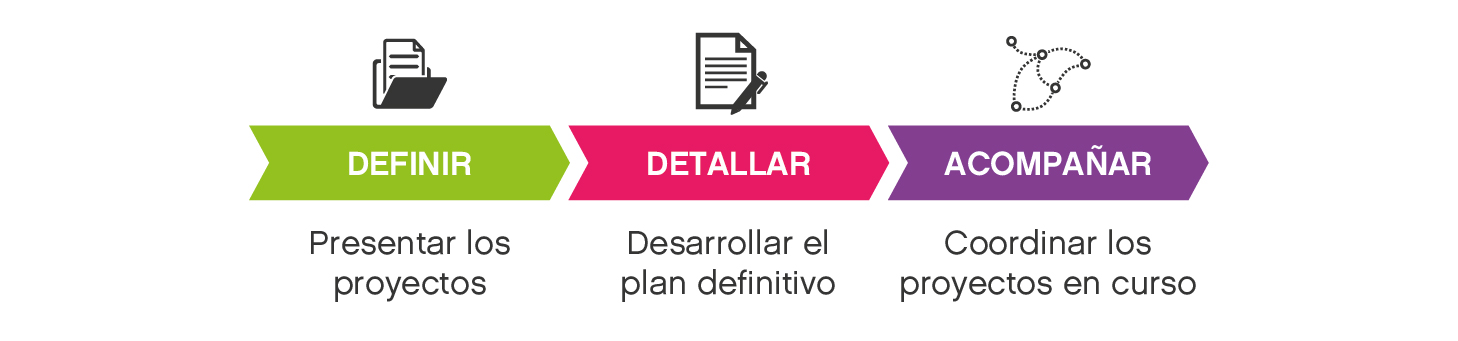 DEFINIR
Presentar los
proyectos
DETALLAR
Desarrollar el
plan definitivo
ACOMPAÑAR
Coordinar los
proyectos en curso